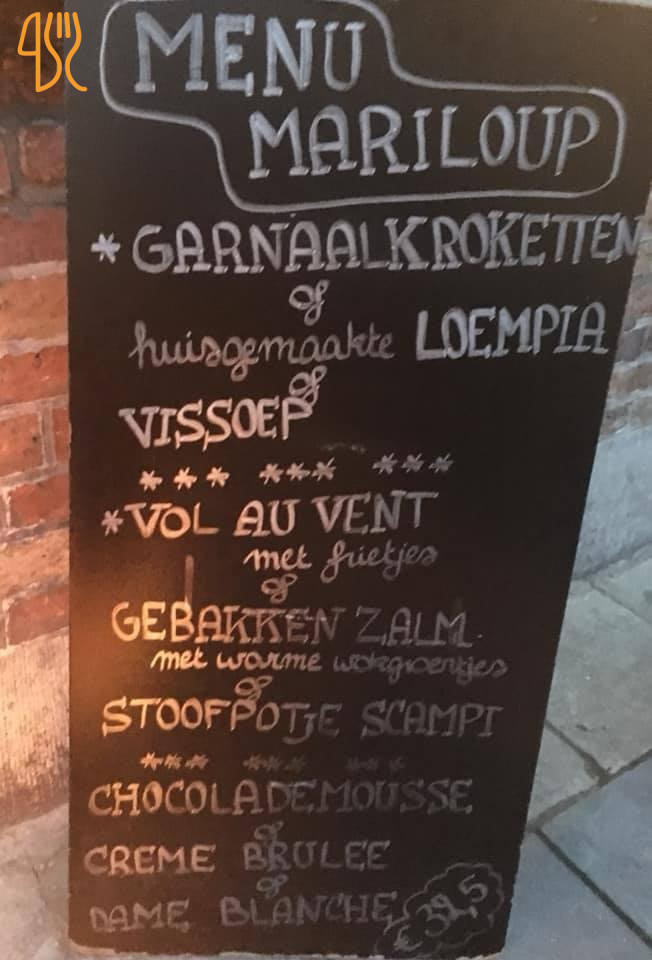 MENU
MARILOUP
* GARNAALKROKETTEN
of
huisgemaakte LOEMPIA
of
VISSOEP
*** *** ***
* VOL AU VENT
met frietjes
of
GEBAKKEN ZALM
met warme wokgroentjes
of
STOOFPOTJE SCAMPI
*** *** ***
CHOCOLADEMOUSSE
of
CREME BRULEE
of
DAME BLANCHE
€ 39,5